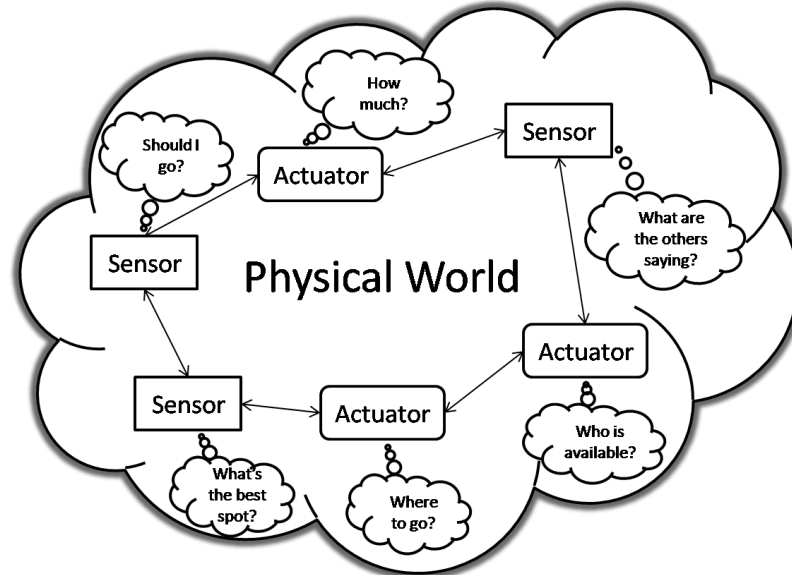 How
much?
Sensor
Should I
go?
Actuator
What are
the others
saying?
Sensor
Physical World
Actuator
Sensor
Actuator
Who is
available?
What's
the best
spot?
Where
to go?